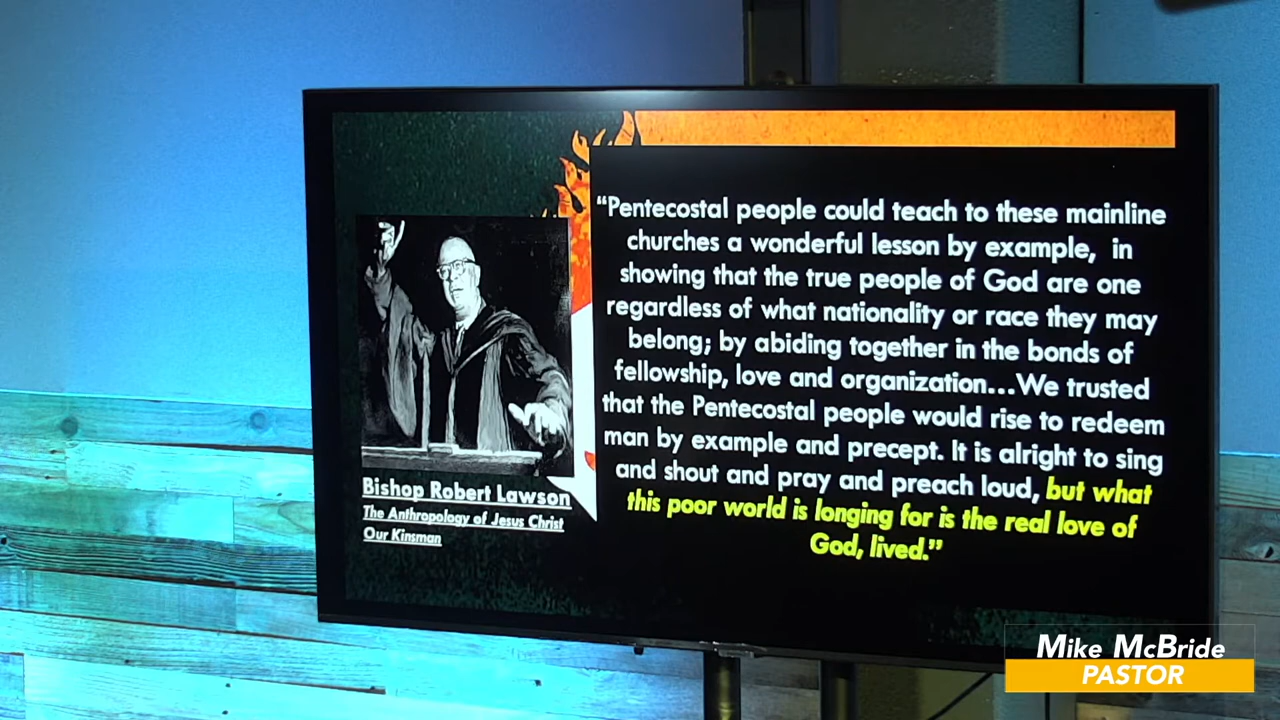 “Pentecostal people could teach to these mainline
churches a wonderful lesson by example, in
showing that the true people of God are one
regardless of what nationality or race they may
belong; by abiding together in the bonds of
fellowship, love and organization...We trusted
that the Pentecostal people would rise to redeem
man by example and precept. It is alright to sing
and shout and pray and preach loud, but what
this poor world is longing for is the real love of
God, lived.”
Bishop Robert Lawson
The Anthropology of Jesus Christ
Our Kinsman
Mike McBride
PASTOR